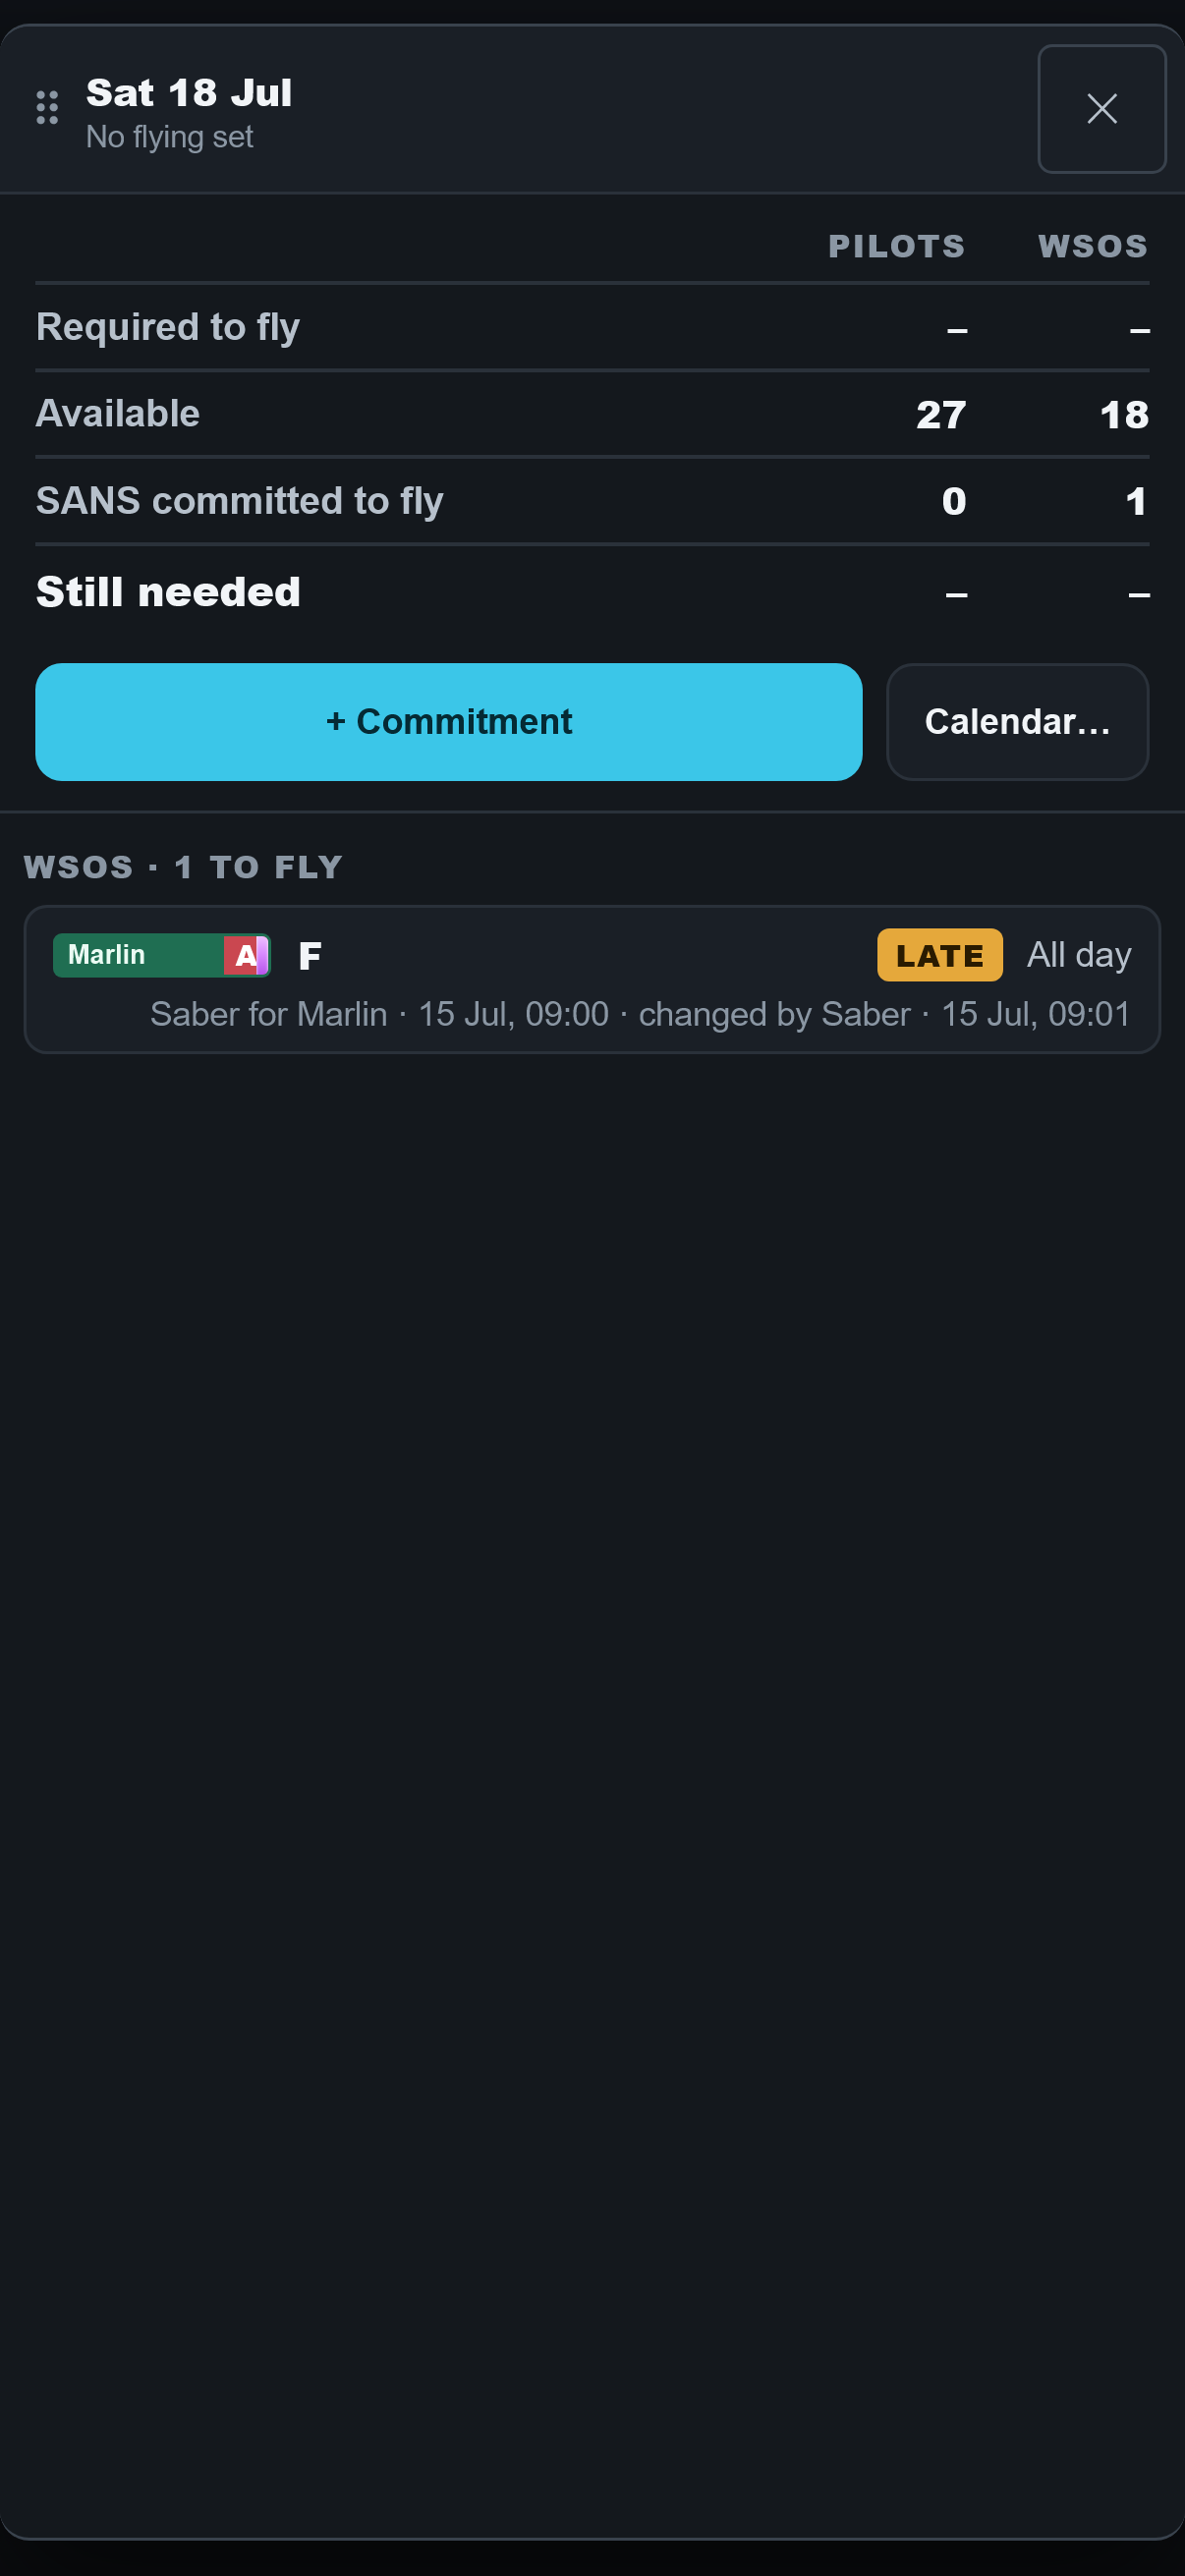 Sat 18 Jul
No flying set
PILOTS WSOS
Required to fly – –
Available 27 18
SANS committed to fly 0 1
Still needed – –
+ Commitment Calendar...
WSOS · 1 TO FLY
Marlin A F LATE All day
Saber for Marlin · 15 Jul, 09:00 · changed by Saber · 15 Jul, 09:01